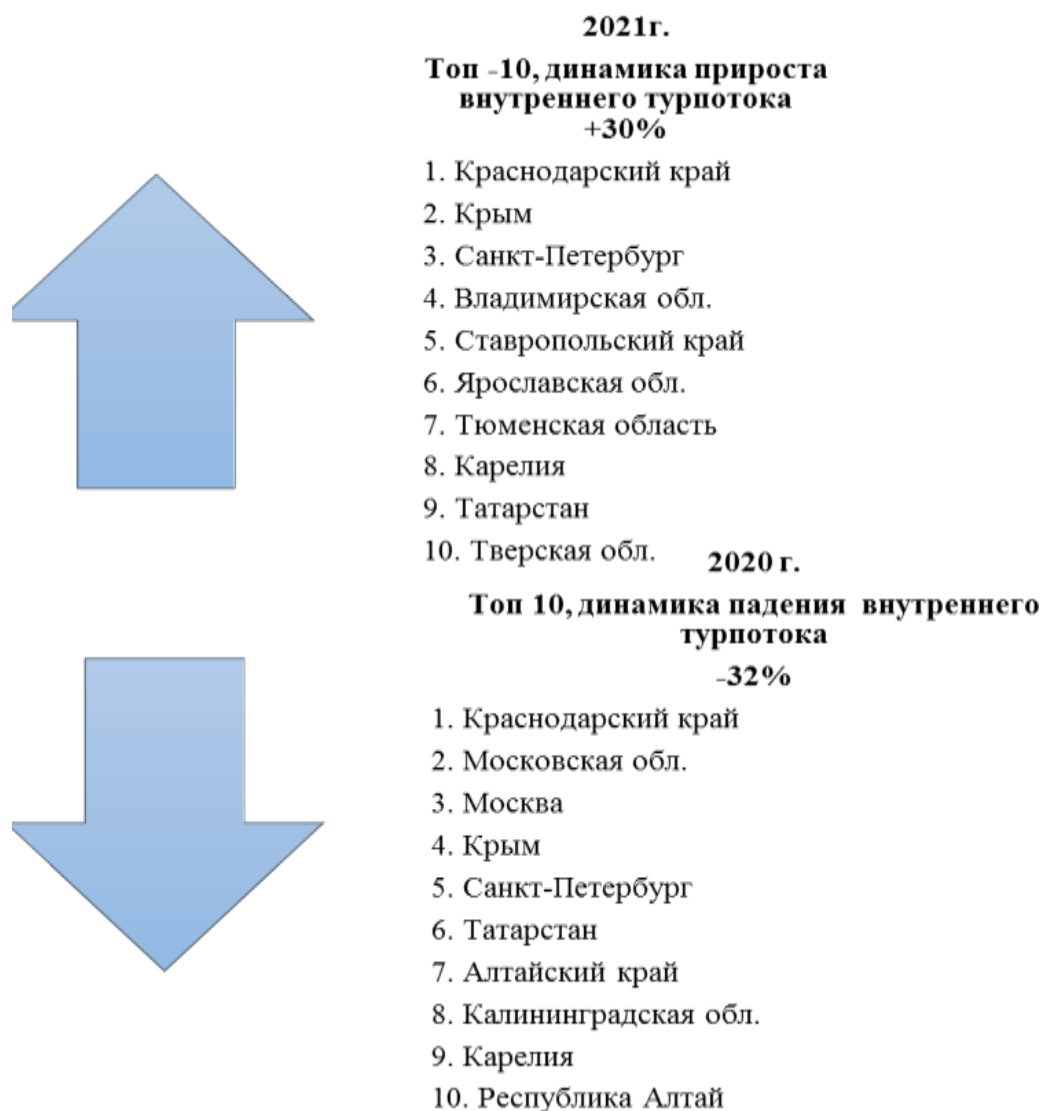 2021г.
Топ -10, динамика прироста
внутреннего турпотока
+30%
1. Краснодарский край
2. Крым
3. Санкт-Петербург
4. Владимирская обл.
5. Ставропольский край
6. Ярославская обл.
7. Тюменская область
8. Карелия
9. Татарстан
10. Тверская обл.
2020 г.
Топ 10, динамика падения внутреннего
турпотока
-32%
1. Краснодарский край
2. Московская обл.
3. Москва
4. Крым
5. Санкт-Петербург
6. Татарстан
7. Алтайский край
8. Калининградская обл.
9. Карелия
10. Республика Алтай